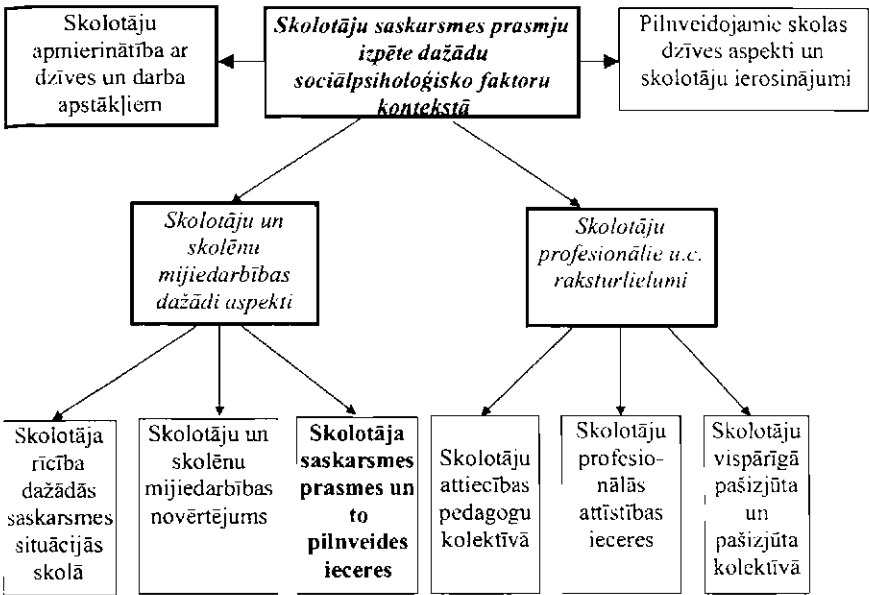 Skolotāju
apmierinātība ar
dzīves un darba
apstākļiem
Skolotāju saskarsmes prasmju
izpēte dažādu
sociālpsiholoģisko faktoru
kontekstā
Pilnveidojamie skolas
dzīves aspekti un
skolotāju ierosinājumi
Skolotāju un
skolēnu
mijiedarbības
dažādi aspekti
Skolotāju
profesionālie u.c.
raksturlielumi
Skolotāja
rīcība
dažādās
saskarsmes
situācijās
skolā
Skolotāju un
skolēnu
mijiedarbības
novērtējums
Skolotāja
saskarsmes
prasmes un
to
pilnveides
ieceres
Skolotāju
attiecības
pedagogu
kolektīvā
Skolotāju
profesio-
nālās
attīstības
ieceres
Skolotāju
vispārīgā
pašizjūta
un
pašizjūta
kolektīvā